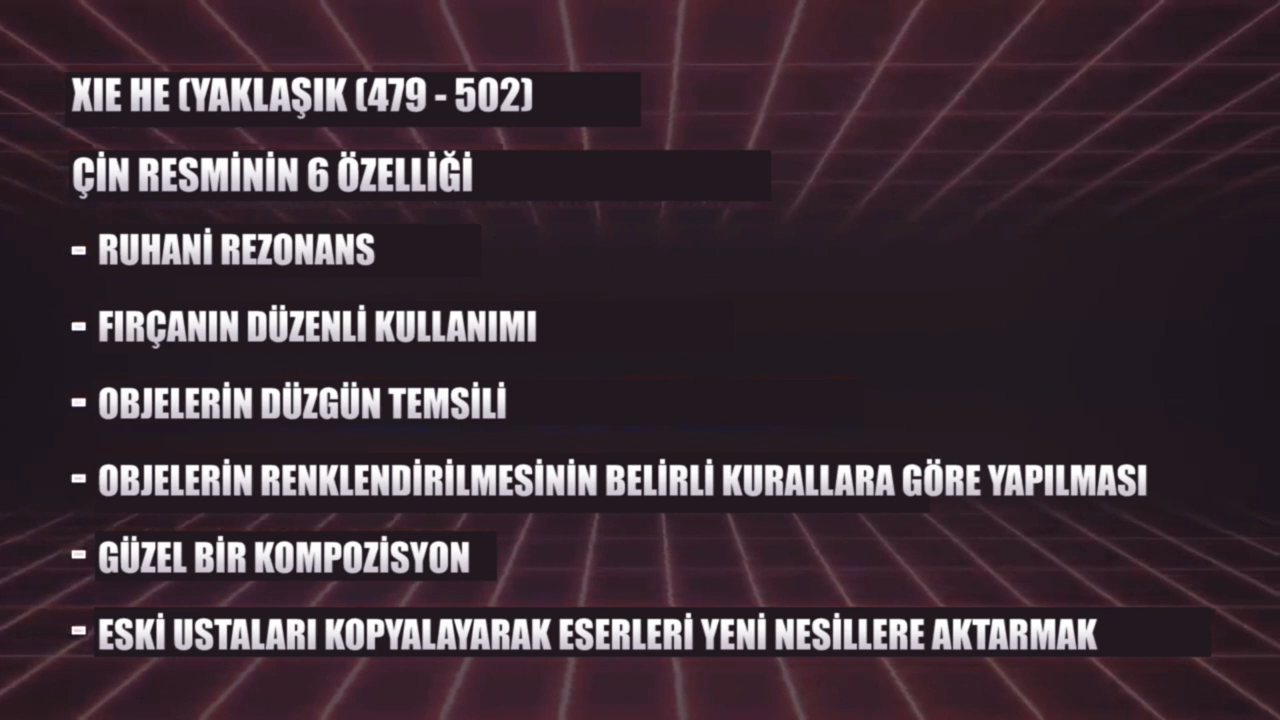 XIE HE (YAKLAŞIK (479 - 502)
ÇİN RESMİNİN 6 ÖZELLİĞİ
- RUHANİ REZONANS
- FIRÇANIN DÜZENLİ KULLANIMI
- OBJELERİN DÜZGÜN TEMSİLİ
- OBJELERİN RENKLENDİRİLMESİNİN BELİRLİ KURALLARA GÖRE YAPILMASI
- GÜZEL BİR KOMPOZİSYON
- ESKİ USTALARI KOPYALAYARAK ESERLERİ YENİ NESİLLERE AKTARMAK